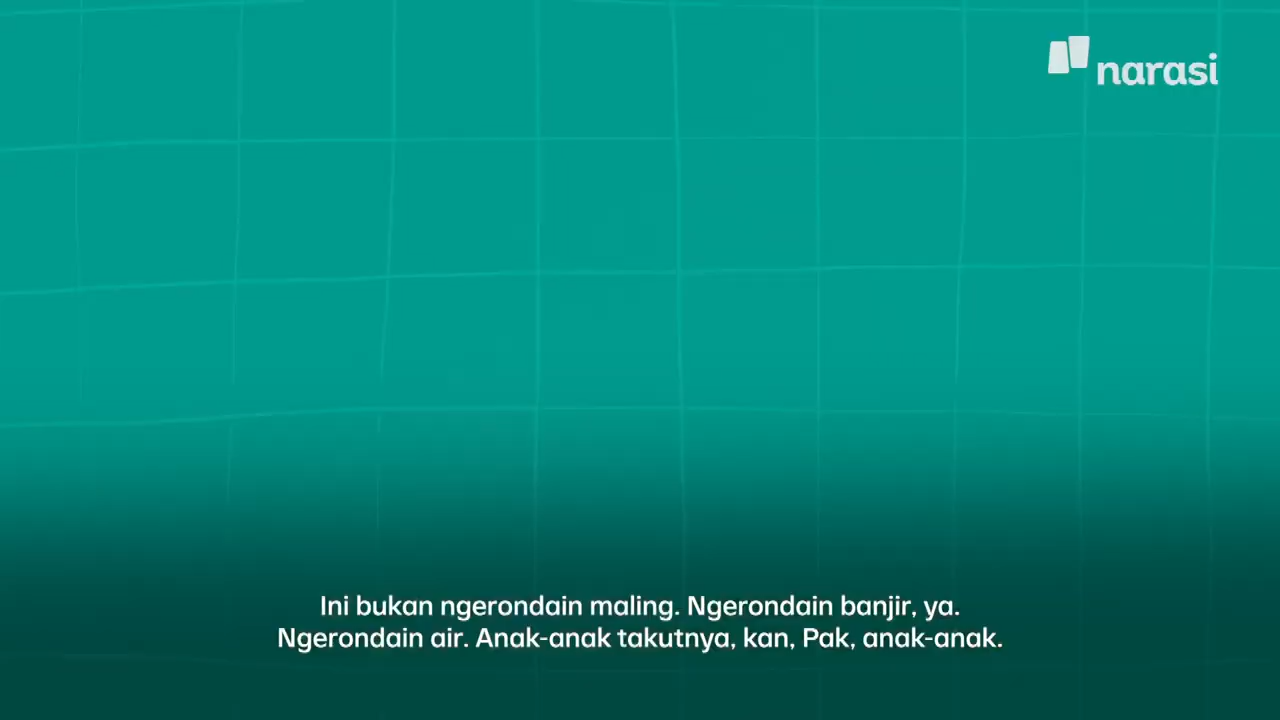 narasi
Ini bukan ngerondain maling. Ngerondain banjir, ya.
Ngerondain air. Anak-anak takutnya, kan, Pak, anak-anak.